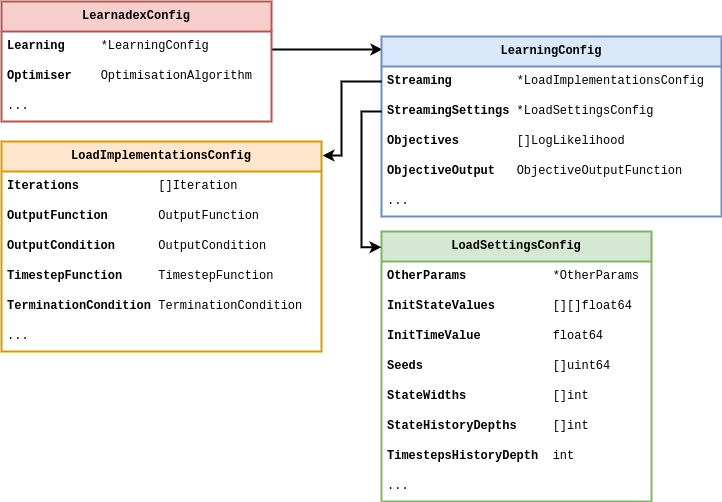 LearnadexConfig
Learning *LearningConfig
Optimiser OptimisationAlgorithm
...
LearningConfig
Streaming *LoadImplementationsConfig
StreamingSettings *LoadSettingsConfig
Objectives []LogLikelihood
ObjectiveOutput ObjectiveOutputFunction
...
LoadImplementationsConfig
Iterations []Iteration
OutputFunction OutputFunction
OutputCondition OutputCondition
TimestepFunction TimestepFunction
TerminationCondition TerminationCondition
...
LoadSettingsConfig
OtherParams *OtherParams
InitStateValues [][]float64
InitTimeValue float64
Seeds []uint64
StateWidths []int
StateHistoryDepths []int
TimestepsHistoryDepth int
...